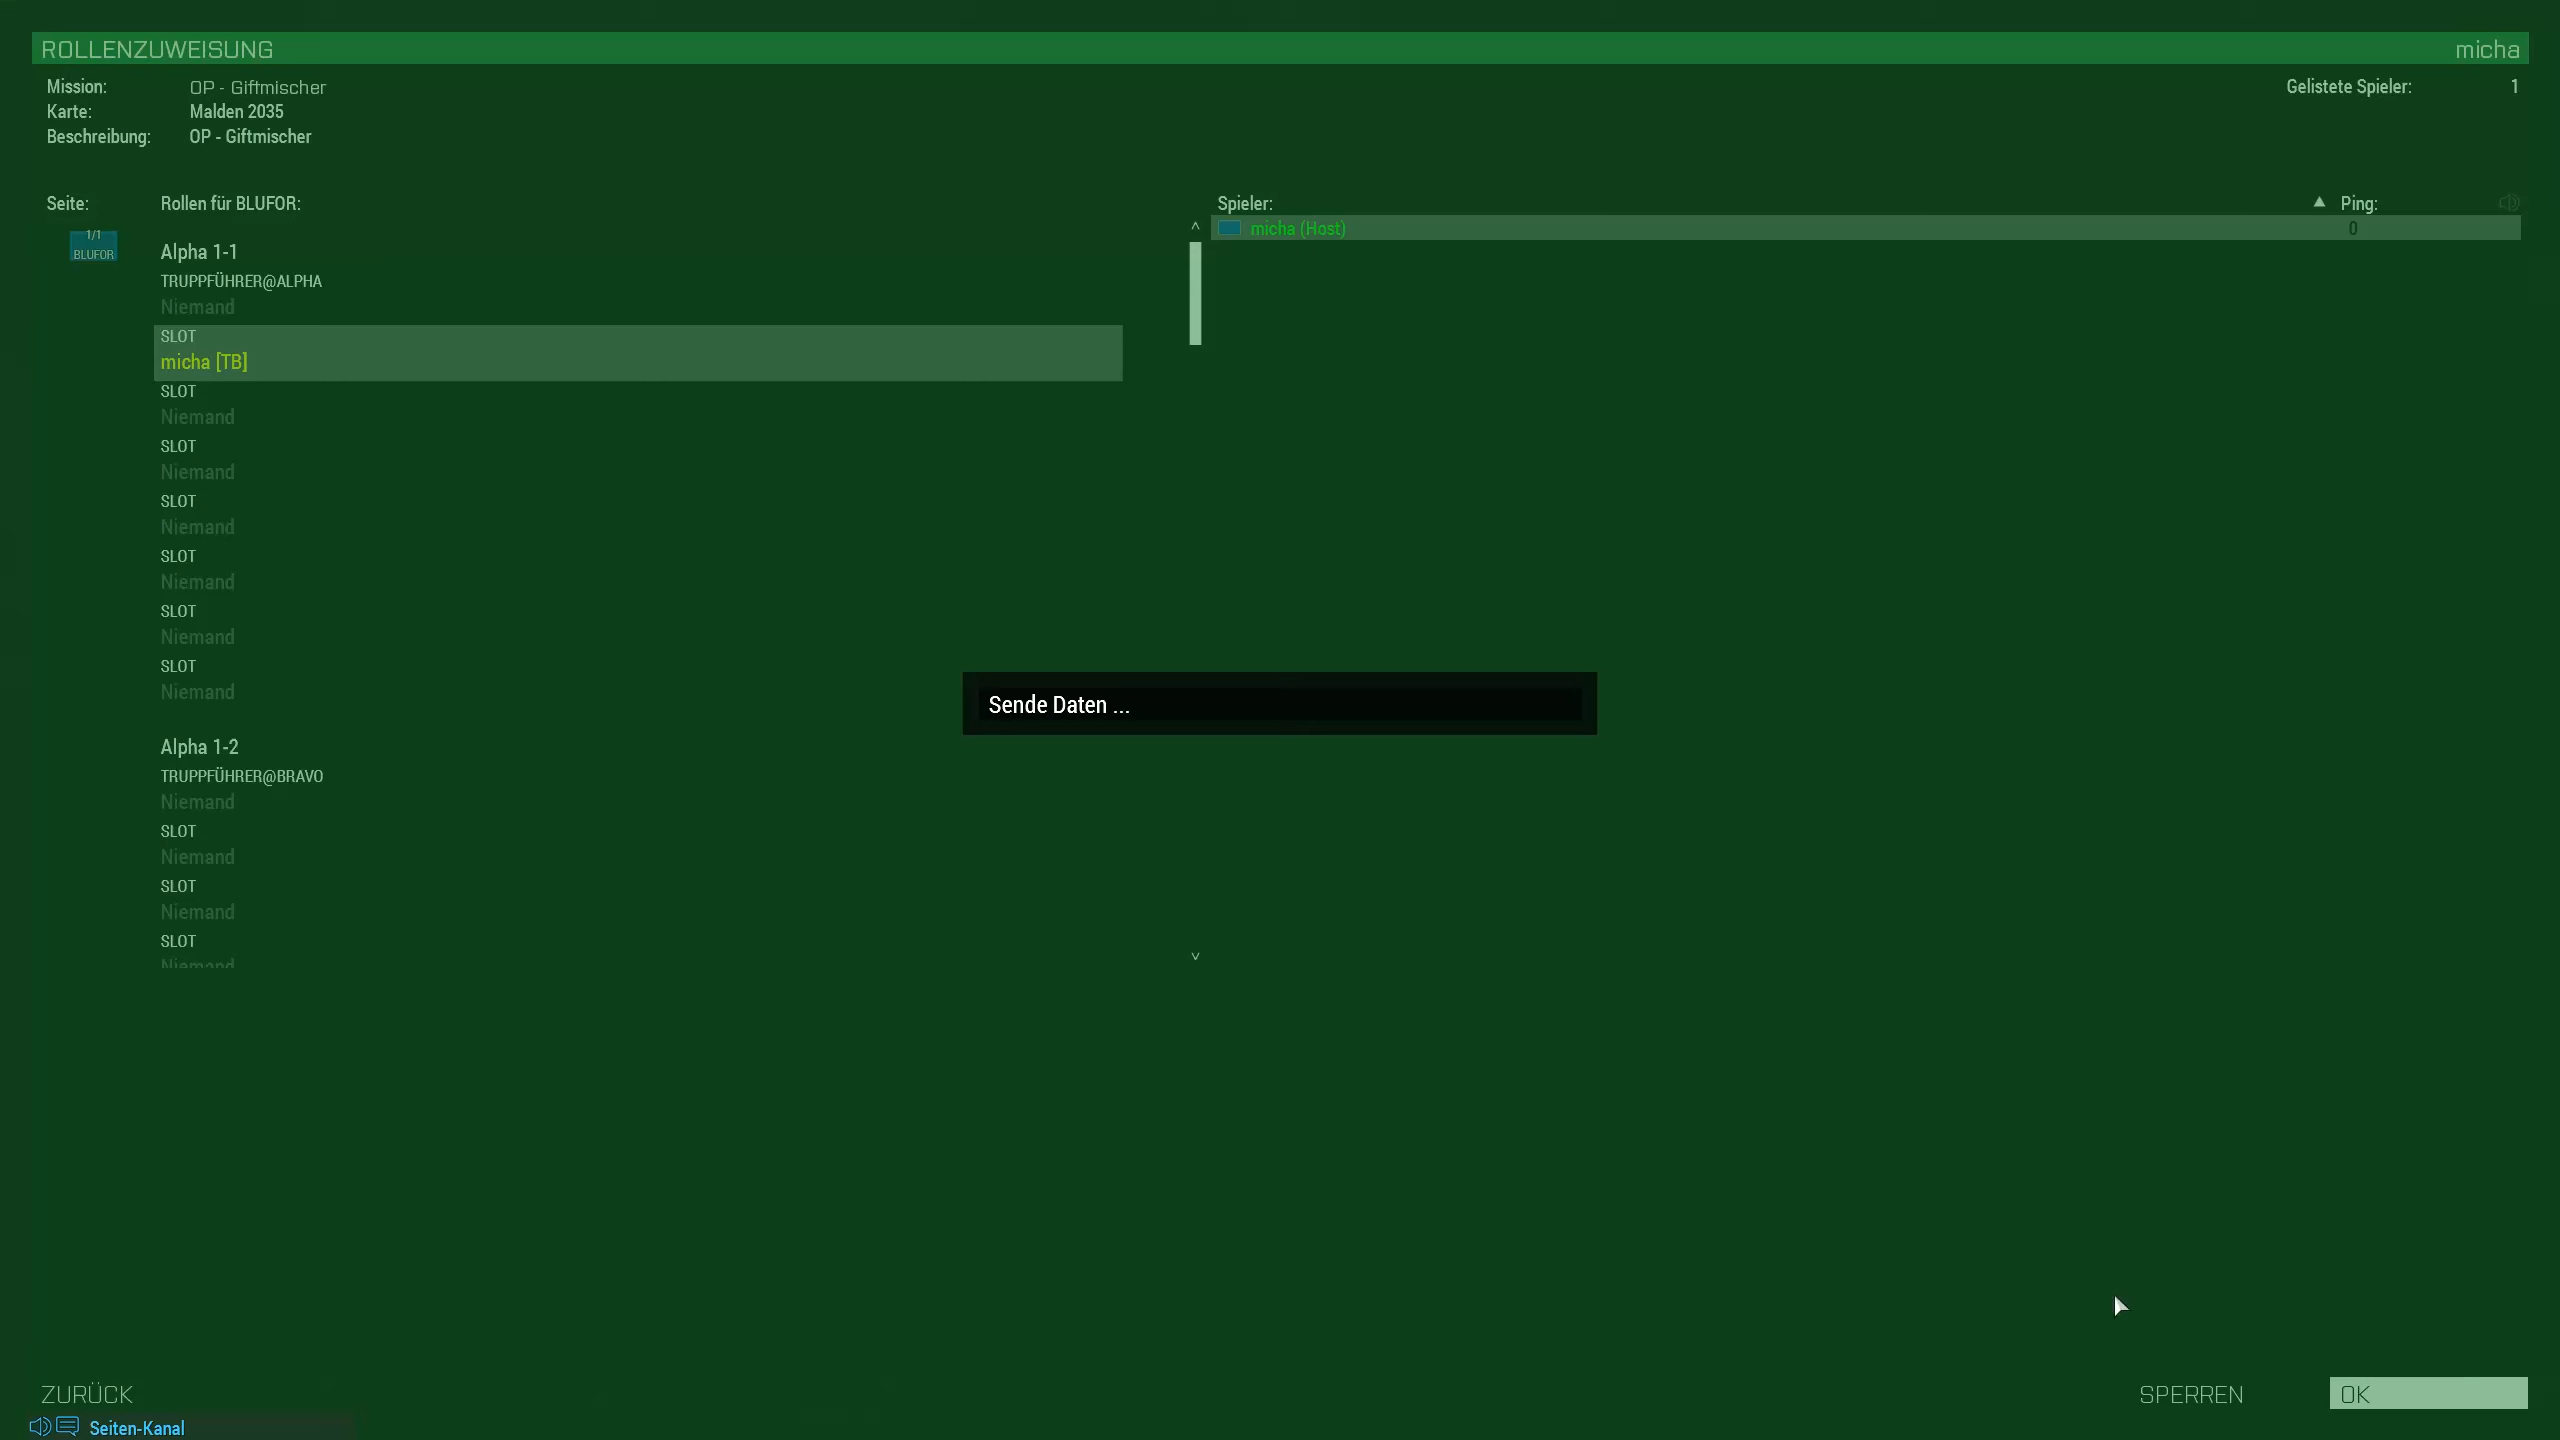 ROLLENZUWEISUNG
micha
Mission: OP - Giftmischer
Gelistete Spieler: 1
Karte: Malden 2035
Beschreibung: OP - Giftmischer
Seite:
1/1
BLUFOR
Rollen für BLUFOR:
Alpha 1-1
TRUPPFÜHRER@ALPHA
Niemand
SLOT
micha [TB]
SLOT
Niemand
SLOT
Niemand
SLOT
Niemand
SLOT
Niemand
SLOT
Niemand
SLOT
Niemand
Alpha 1-2
TRUPPFÜHRER@BRAVO
Niemand
SLOT
Niemand
SLOT
Niemand
SLOT
Niemand
Spieler: ▲ Ping:
micha (Host) 0
Sende Daten ...
ZURÜCK
SPERREN
OK
Seiten-Kanal